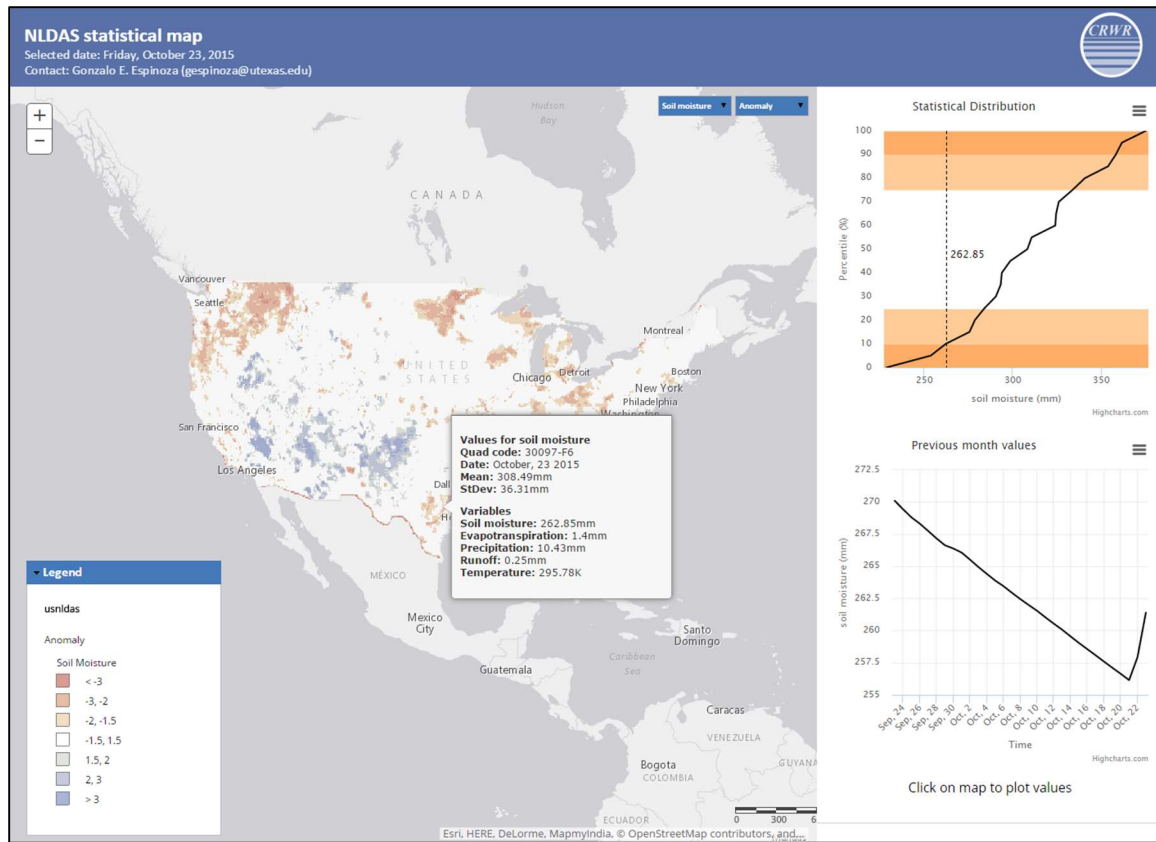 NLDAS statistical map
Selected date: Friday, October 23, 2015
Contact: Gonzalo E. Espinoza (gespinoza@utexas.edu)
CRWR
+
−
Soil moisture
Anomaly
Hudson
Bay
CANADA
Vancouver
Seattle
Montreal
UNITED
STATES
Chicago
Detroit
Boston
New York
Philadelphia
Washington
San Francisco
Los Angeles
Dall
Values for soil moisture
Quad code: 30097-F6
Date: October, 23 2015
Mean: 308.49mm
StDev: 36.31mm
Variables
Soil moisture: 262.85mm
Evapotranspiration: 1.4mm
Precipitation: 10.43mm
Runoff: 0.25mm
Temperature: 295.78K
MÉXICO
Mexico
City
Guatemala
Santo
Domingo
Caribbean
Sea
Caracas
VENEZUELA
GUYANA
Bogota
COLOMBIA
ECUADOR
0 300 6
Esri, HERE, DeLorme, MapmyIndia, © OpenStreetMap contributors, and...
Legend
usnldas
Anomaly
Soil Moisture
< -3
-3, -2
-2, -1.5
-1.5, 1.5
1.5, 2
2, 3
> 3
Statistical Distribution
100
90
80
70
60
50
40
30
20
10
0
Percentile (%)
262.85
250 300 350
soil moisture (mm)
Highcharts.com
Previous month values
272.5
270
267.5
265
262.5
260
257.5
255
soil moisture (mm)
Sep, 24
Sep, 26
Sep, 28
Sep, 30
Oct, 2
Oct, 4
Oct, 6
Oct, 8
Oct, 10
Oct, 12
Oct, 14
Oct, 16
Oct, 18
Oct, 20
Oct, 22
Time
Highcharts.com
Click on map to plot values